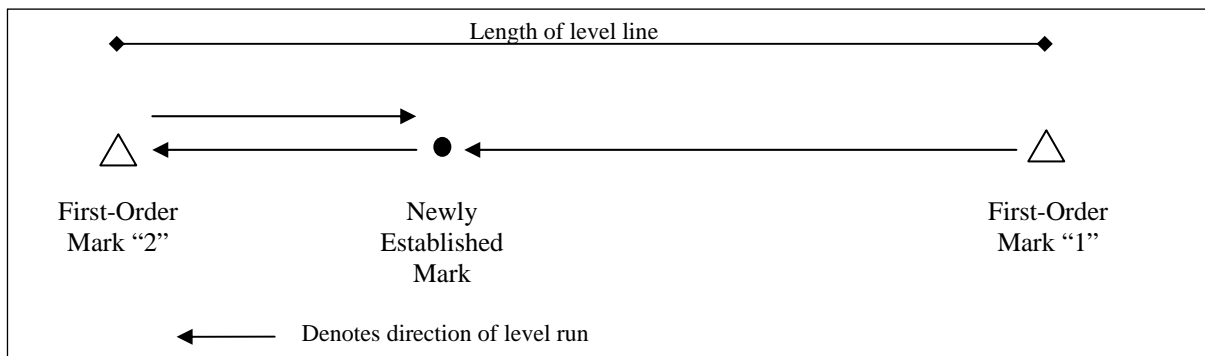 Length of level line
First-Order
Mark “2”
Newly
Established
Mark
First-Order
Mark “1”
Denotes direction of level run